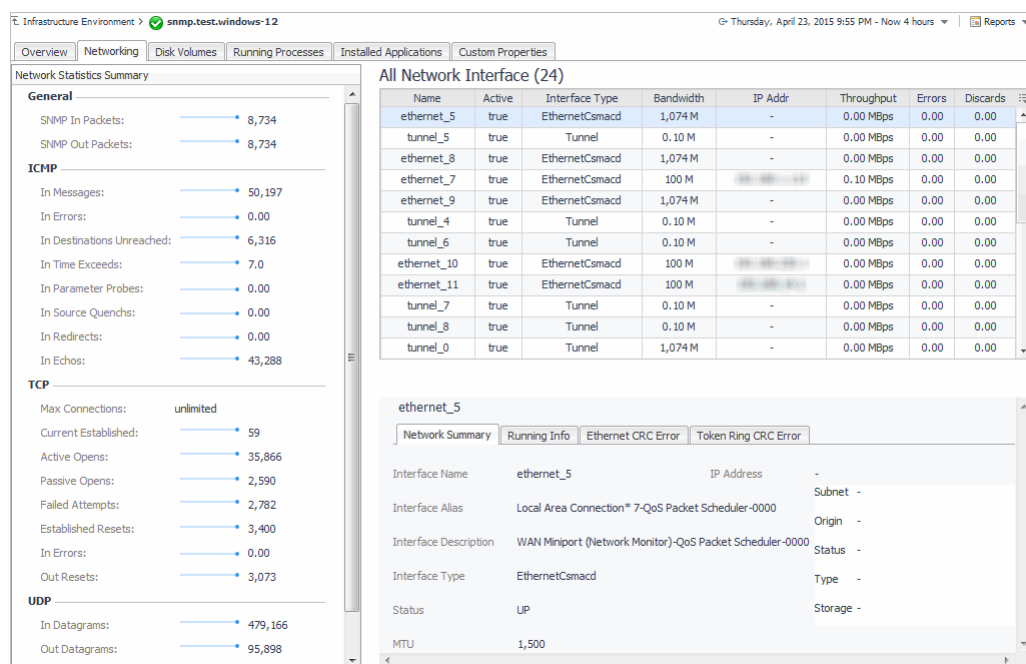 Infrastructure Environment > snmp.test.windows-12
Thursday, April 23, 2015 9:55 PM - Now 4 hours Reports
Overview Networking Disk Volumes Running Processes Installed Applications Custom Properties
Network Statistics Summary
General
SNMP In Packets: 8,734
SNMP Out Packets: 8,734
ICMP
In Messages: 50,197
In Errors: 0.00
In Destinations Unreached: 6,316
In Time Exceeds: 7.0
In Parameter Probes: 0.00
In Source Quenchs: 0.00
In Redirects: 0.00
In Echos: 43,288
TCP
Max Connections: unlimited
Current Established: 59
Active Opens: 35,866
Passive Opens: 2,590
Failed Attempts: 2,782
Established Resets: 3,400
In Errors: 0.00
Out Resets: 3,073
UDP
In Datagrams: 479,166
Out Datagrams: 95,898
All Network Interface (24)
Name Active Interface Type Bandwidth IP Addr Throughput Errors Discards
ethernet_5 true EthernetCsmacd 1,074 M - 0.00 MBps 0.00 0.00
tunnel_5 true Tunnel 0.10 M - 0.00 MBps 0.00 0.00
ethernet_8 true EthernetCsmacd 1,074 M - 0.00 MBps 0.00 0.00
ethernet_7 true EthernetCsmacd 100 M 0.10 MBps 0.00 0.00
ethernet_9 true EthernetCsmacd 1,074 M - 0.00 MBps 0.00 0.00
tunnel_4 true Tunnel 0.10 M - 0.00 MBps 0.00 0.00
tunnel_6 true Tunnel 0.10 M - 0.00 MBps 0.00 0.00
ethernet_10 true EthernetCsmacd 100 M 0.00 MBps 0.00 0.00
ethernet_11 true EthernetCsmacd 100 M 0.00 MBps 0.00 0.00
tunnel_7 true Tunnel 0.10 M - 0.00 MBps 0.00 0.00
tunnel_8 true Tunnel 0.10 M - 0.00 MBps 0.00 0.00
tunnel_0 true Tunnel 1,074 M - 0.00 MBps 0.00 0.00
ethernet_5
Network Summary Running Info Ethernet CRC Error Token Ring CRC Error
Interface Name ethernet_5
Interface Alias Local Area Connection* 7-QoS Packet Scheduler-0000
Interface Description WAN Miniport (Network Monitor)-QoS Packet Scheduler-0000
Interface Type EthernetCsmacd
Status UP
MTU 1,500
IP Address -
Subnet -
Origin -
Status -
Type -
Storage -